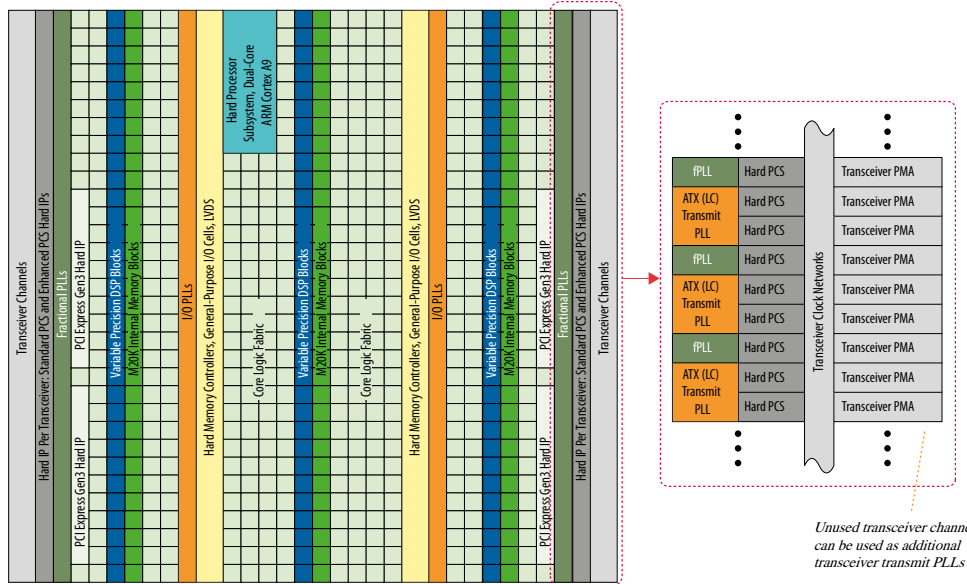 Transceiver Channels
Hard IP Per Transceiver: Standard PCS and Enhanced PCS Hard IPs
Fractional PLLs
PCI Express Gen3 Hard IP
PCI Express Gen3 Hard IP
Variable Precision DSP Blocks
M20K Internal Memory Blocks
I/O PLLs
Hard Memory Controllers, General-Purpose I/O Cells, LVDS
Hard Processor
Subsystem, Dual-Core
ARM Cortex A9
Core Logic Fabric
Variable Precision DSP Blocks
M20K Internal Memory Blocks
Core Logic Fabric
Hard Memory Controllers, General-Purpose I/O Cells, LVDS
I/O PLLs
Variable Precision DSP Blocks
M20K Internal Memory Blocks
PCI Express Gen3 Hard IP
PCI Express Gen3 Hard IP
Fractional PLLs
Hard IP Per Transceiver: Standard PCS and Enhanced PCS Hard IPs
Transceiver Channels
fPLL
ATX (LC)
Transmit
PLL
fPLL
ATX (LC)
Transmit
PLL
fPLL
ATX (LC)
Transmit
PLL
Hard PCS
Hard PCS
Hard PCS
Hard PCS
Hard PCS
Hard PCS
Hard PCS
Hard PCS
Hard PCS
Transceiver Clock Networks
Transceiver PMA
Transceiver PMA
Transceiver PMA
Transceiver PMA
Transceiver PMA
Transceiver PMA
Transceiver PMA
Transceiver PMA
Transceiver PMA
Unused transceiver
can be used as additional
transceiver transmit PLLs